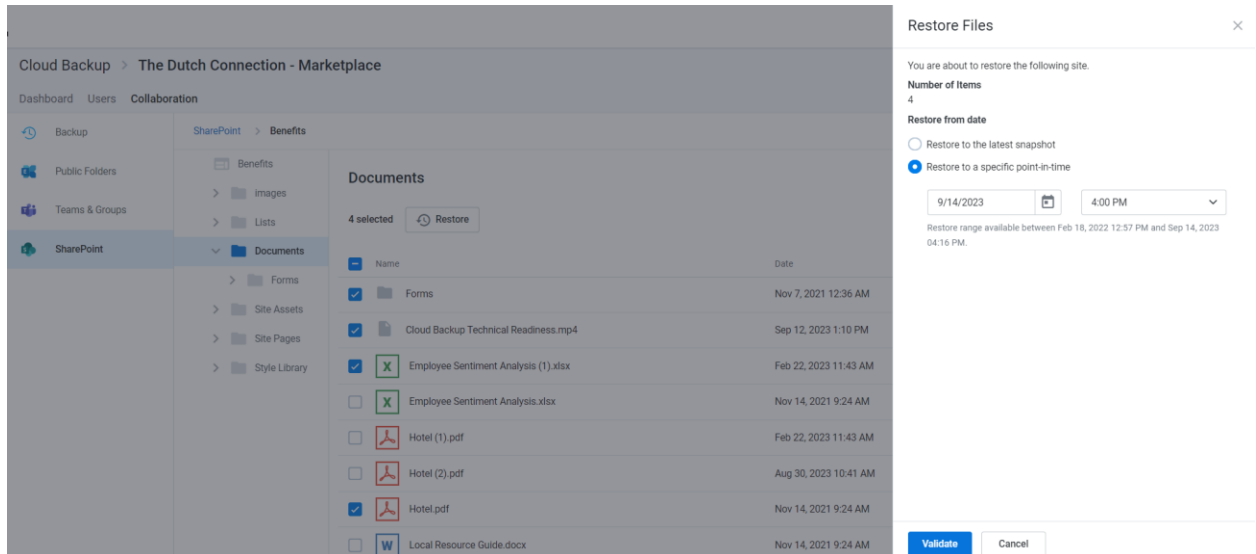 Cloud Backup > The Dutch Connection - Marketplace
Dashboard Users Collaboration
Backup
Public Folders
Teams & Groups
SharePoint
SharePoint > Benefits
Benefits
images
Lists
Documents
Forms
Site Assets
Site Pages
Style Library
Documents
4 selected Restore
Name Date
Forms Nov 7, 2021 12:36 AM
Cloud Backup Technical Readiness.mp4 Sep 12, 2023 1:10 PM
Employee Sentiment Analysis (1).xlsx Feb 22, 2023 11:43 AM
Employee Sentiment Analysis.xlsx Nov 14, 2021 9:24 AM
Hotel (1).pdf Feb 22, 2023 11:43 AM
Hotel (2).pdf Aug 30, 2023 10:41 AM
Hotel.pdf Nov 14, 2021 9:24 AM
Local Resource Guide.docx Nov 14, 2021 9:24 AM
Restore Files
You are about to restore the following site.
Number of Items
4
Restore from date
Restore to the latest snapshot
Restore to a specific point-in-time
9/14/2023 4:00 PM
Restore range available between Feb 18, 2022 12:57 PM and Sep 14, 2023
04:16 PM.
Validate Cancel